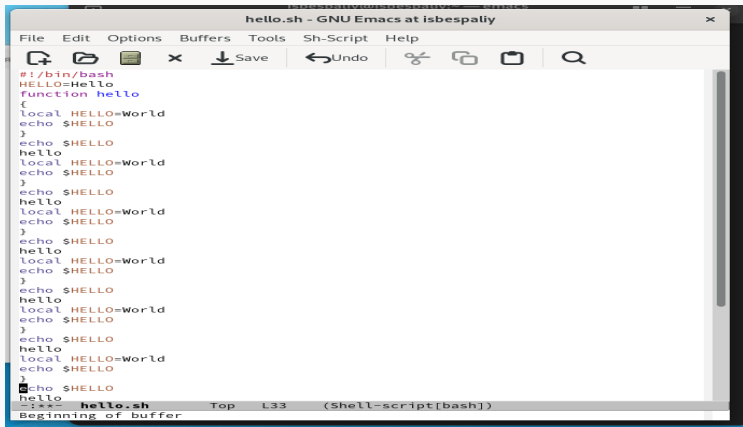 hello.sh - GNU Emacs at isbespaliy
File Edit Options Buffers Tools Sh-Script Help
Save Undo
#!/bin/bash
HELLO=Hello
function hello
{
local HELLO=World
echo $HELLO
}
echo $HELLO
hello
local HELLO=World
echo $HELLO
}
echo $HELLO
hello
local HELLO=World
echo $HELLO
}
echo $HELLO
hello
local HELLO=World
echo $HELLO
}
echo $HELLO
hello
local HELLO=World
echo $HELLO
}
echo $HELLO
hello
local HELLO=World
echo $HELLO
}
echo $HELLO
hello
-:**- hello.sh Top L33 (Shell-script[bash])
Beginning of buffer